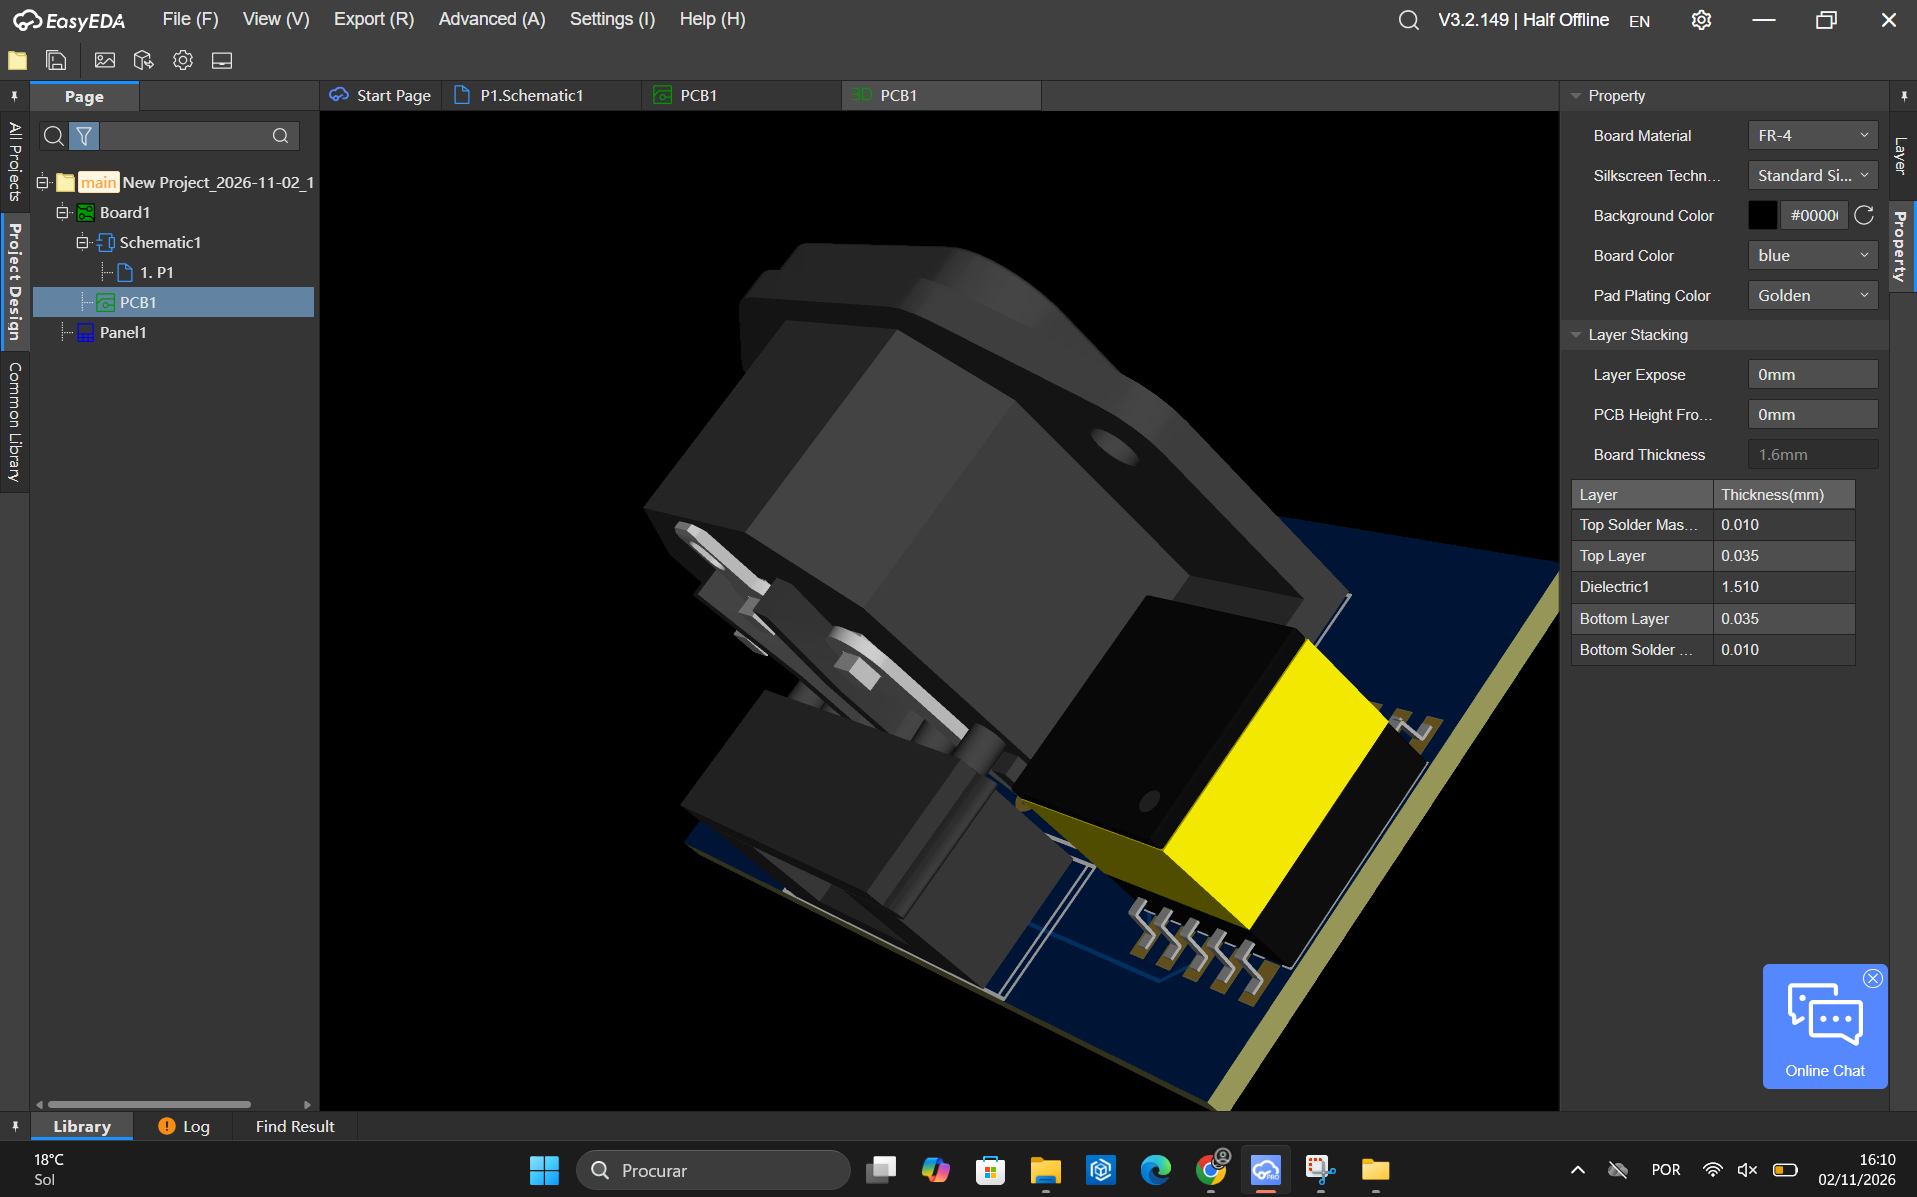 EasyEDA File (F) View (V) Export (R) Advanced (A) Settings (I) Help (H) V3.2.149 | Half Offline EN
Page
Start Page P1.Schematic1 PCB1 3D PCB1
Property
All Projects
Project Design
Common Library
main New Project_2026-11-02_1
Board1
Schematic1
1. P1
PCB1
Panel1
Board Material FR-4
Silkscreen Techn... Standard Si...
Background Color
Board Color blue
Pad Plating Color Golden
Layer Stacking
Layer Expose 0mm
PCB Height Fro... 0mm
Board Thickness 1.6mm
Layer Thickness(mm)
Top Solder Mas... 0.010
Top Layer 0.035
Dielectric1 1.510
Bottom Layer 0.035
Bottom Solder ... 0.010
Layer
Property
Online Chat
Library Log Find Result
18°C
Sol
Procurar
PRO
POR
16:10
02/11/2026